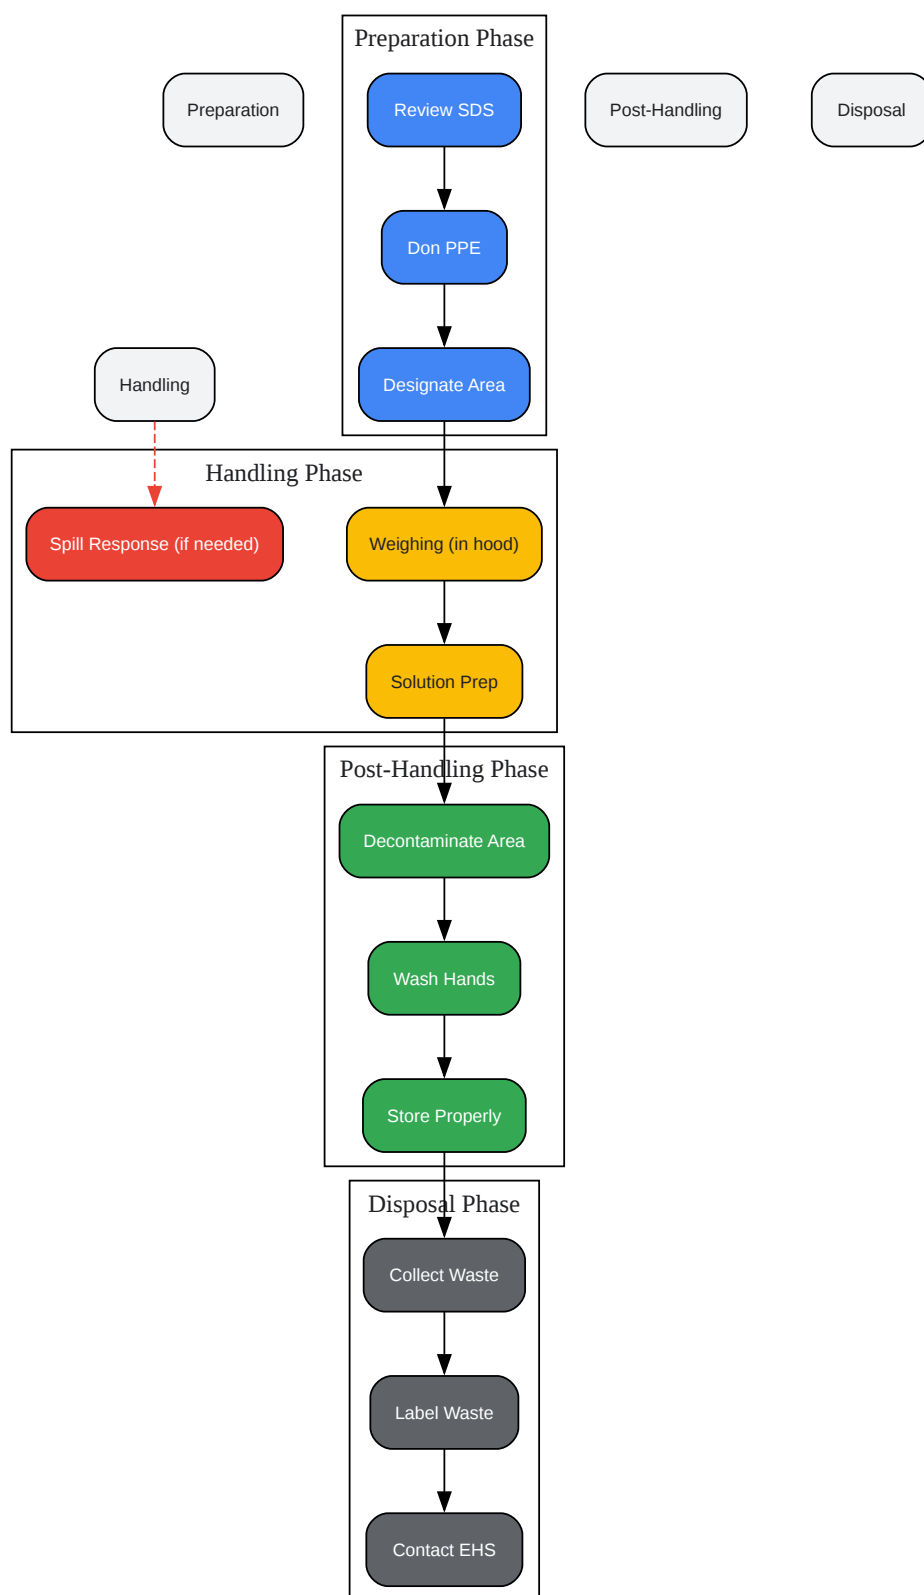 Preparation Phase
Preparation
Review SDS
Post-Handling
Disposal
Don PPE
Handling
Designate Area
Handling Phase
Spill Response (if needed)
Weighing (in hood)
Solution Prep
Post-Handling Phase
Decontaminate Area
Wash Hands
Store Properly
Disposal Phase
Collect Waste
Label Waste
Contact EHS